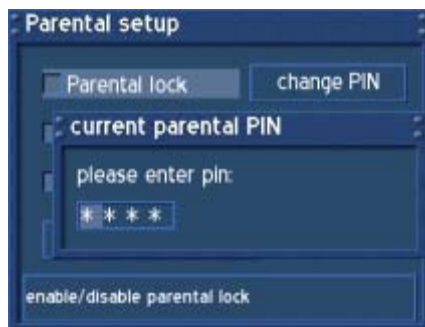 Parental setup
Parental lock
change PIN
current parental PIN
please enter pin:
* * * *
enable/disable parental lock